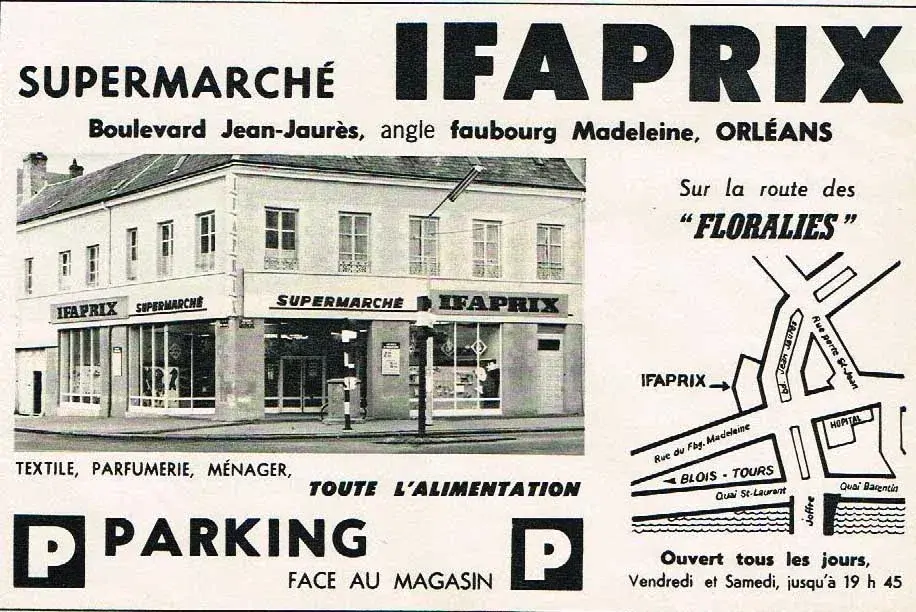 SUPERMARCHÉ IFAPRIX
Boulevard Jean-Jaurès, angle faubourg Madeleine, ORLÉANS
IFAPRIX SUPERMARCHÉ
SUPERMARCHÉ IFAPRIX
Sur la route des
“FLORALIES”
Bd Jean Jaurès
Rue porte St-Jean
IFAPRIX
HOPITAL
Rue du Fbg. Madeleine
BLOIS - TOURS
Quai St-Laurent
Quai Barentin
Joffre
TEXTILE, PARFUMERIE, MÉNAGER,
TOUTE L'ALIMENTATION
P PARKING P
FACE AU MAGASIN
Ouvert tous les jours,
Vendredi et Samedi, jusqu'à 19 h 45